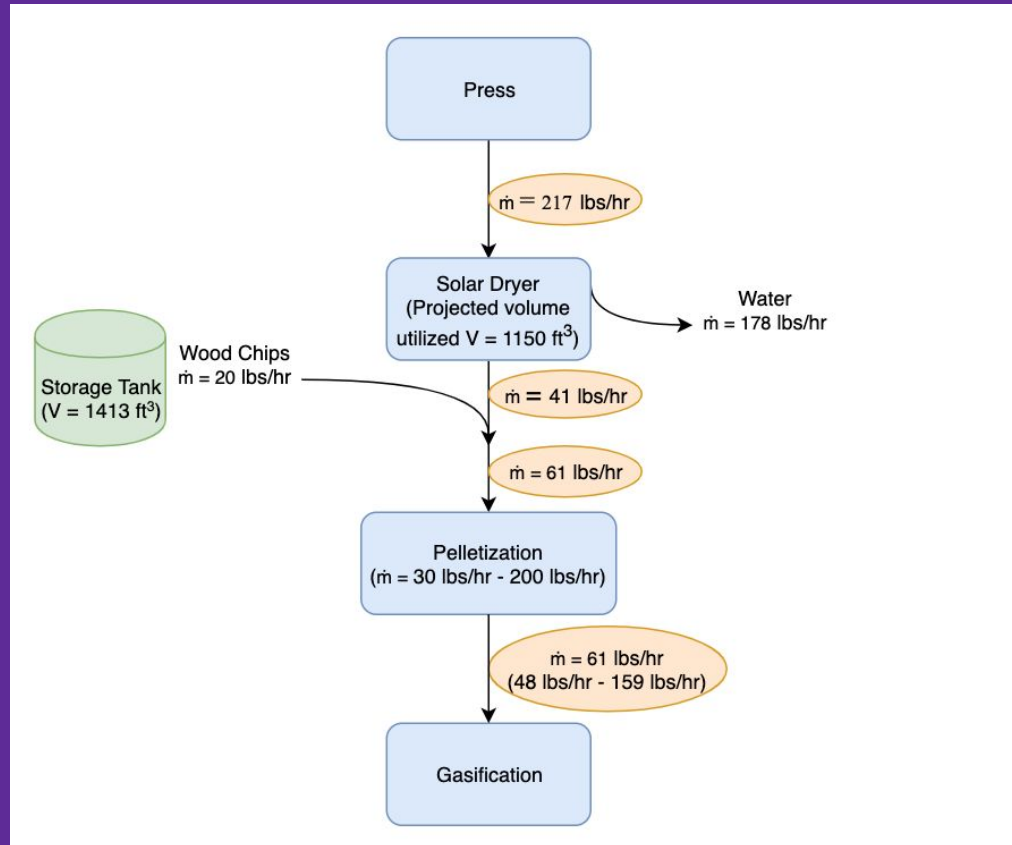 Press
ṁ = 217 lbs/hr
Solar Dryer
(Projected volume
utilized V = 1150 ft³)
Water
ṁ = 178 lbs/hr
Wood Chips
ṁ = 20 lbs/hr
Storage Tank
(V = 1413 ft³)
ṁ = 41 lbs/hr
ṁ = 61 lbs/hr
Pelletization
(ṁ = 30 lbs/hr - 200 lbs/hr)
ṁ = 61 lbs/hr
(48 lbs/hr - 159 lbs/hr)
Gasification